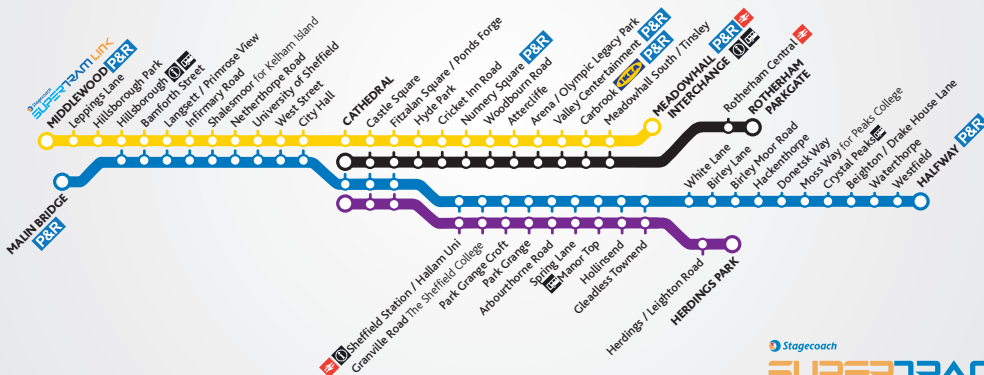 Stagecoach
SUPERTRAM LINK
MIDDLEWOOD P&R
Leppings Lane
Hillsborough Park
Hillsborough
Bamforth Street
Langsett / Primrose View
Infirmary Road
Shalesmoor for Kelham Island
Netherthorpe Road
University of Sheffield
West Street
City Hall
CATHEDRAL
Castle Square
Fitzalan Square / Ponds Forge
Hyde Park
Cricket Inn Road
Nunnery Square P&R
Woodbourn Road
Attercliffe
Arena / Olympic Legacy Park
Valley Entertainment P&R
Carbrook IKEA P&R
Meadowhall South / Tinsley
MEADOWHALL P&R
INTERCHANGE
Rotherham Central
ROTHERHAM
PARKGATE
MALIN BRIDGE
P&R
White Lane
Birley Lane
Birley Moor Road
Hackenthorpe
Donetsk Way
Moss Way for Peaks College
Crystal Peaks
Beighton / Drake House Lane
Waterthorpe
Westfield
HALFWAY P&R
Sheffield Station / Hallam Uni
Granville Road The Sheffield College
Park Grange Croft
Park Grange
Arbourthorne Road
Spring Lane
Manor Top
Hollinsend
Gleadless Townend
Herdings / Leighton Road
HERDINGS PARK
Stagecoach
SUPERTRAM